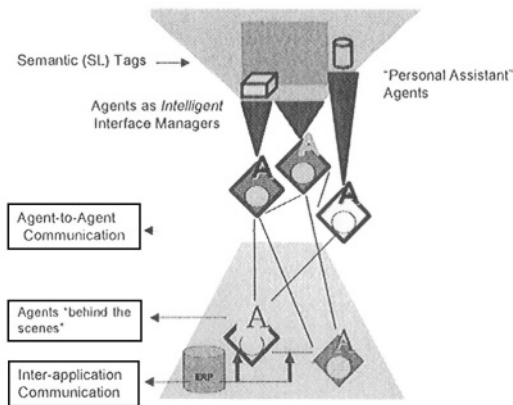 Semantic (SL) Tags
"Personal Assistant"
Agents
Agents as Intelligent
Interface Managers
A
A
A
Agent-to-Agent
Communication
Agents "behind the
scenes"
A
A
ERP
Inter-application
Communication